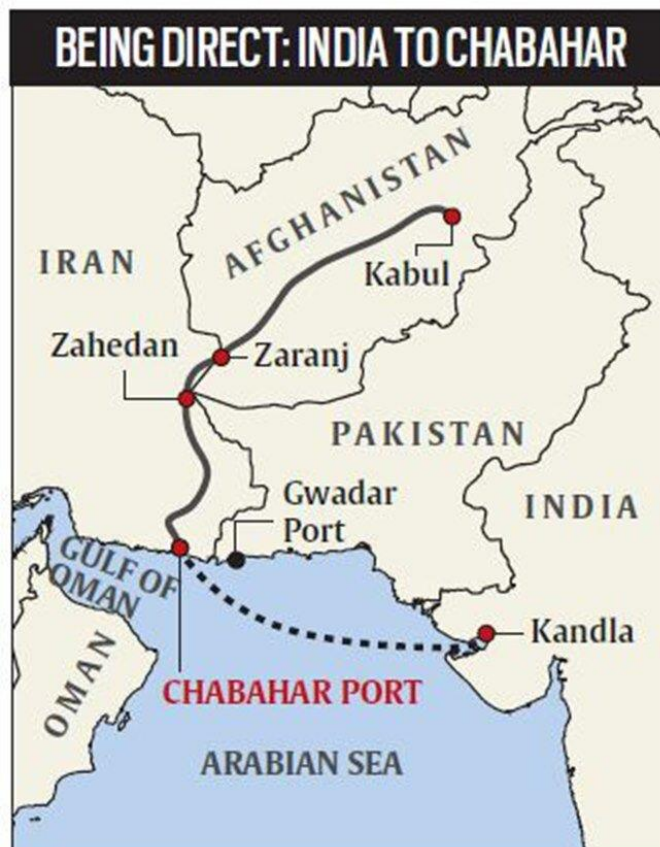 BEING DIRECT: INDIA TO CHABAHAR
AFGHANISTAN
IRAN
Kabul
Zahedan
Zaranj
PAKISTAN
Gwadar
Port
INDIA
GULF OF
OMAN
Kandla
OMAN
CHABAHAR PORT
ARABIAN SEA